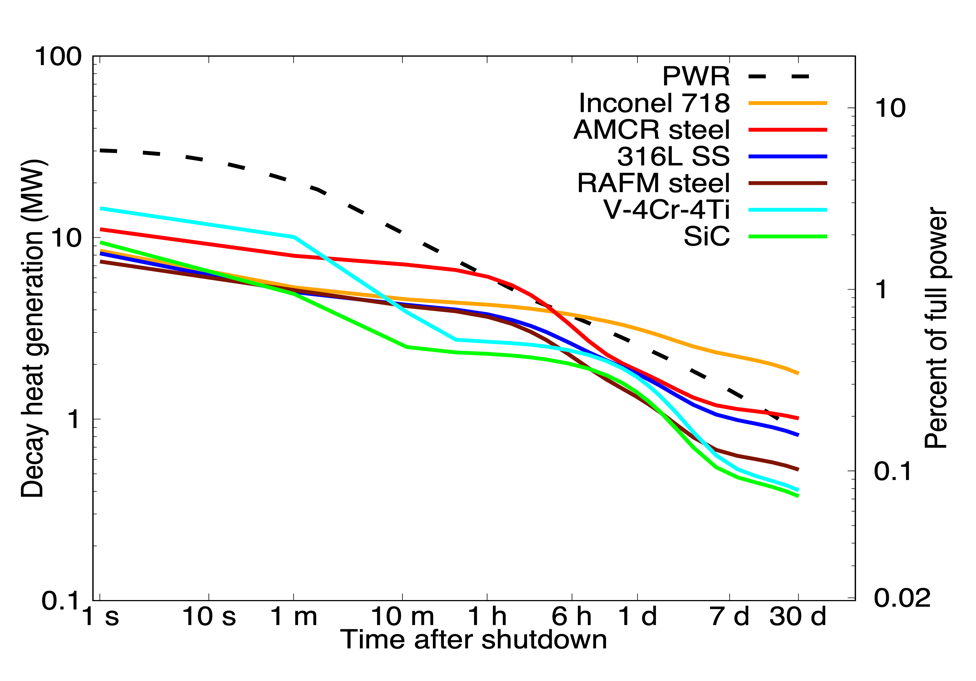 100
10
1
0.1
Decay heat generation (MW)
PWR
Inconel 718
AMCR steel
316L SS
RAFM steel
V-4Cr-4Ti
SiC
10
1
0.1
0.02
Percent of full power
1 s 10 s 1 m 10 m 1 h 6 h 1 d 7 d 30 d
Time after shutdown